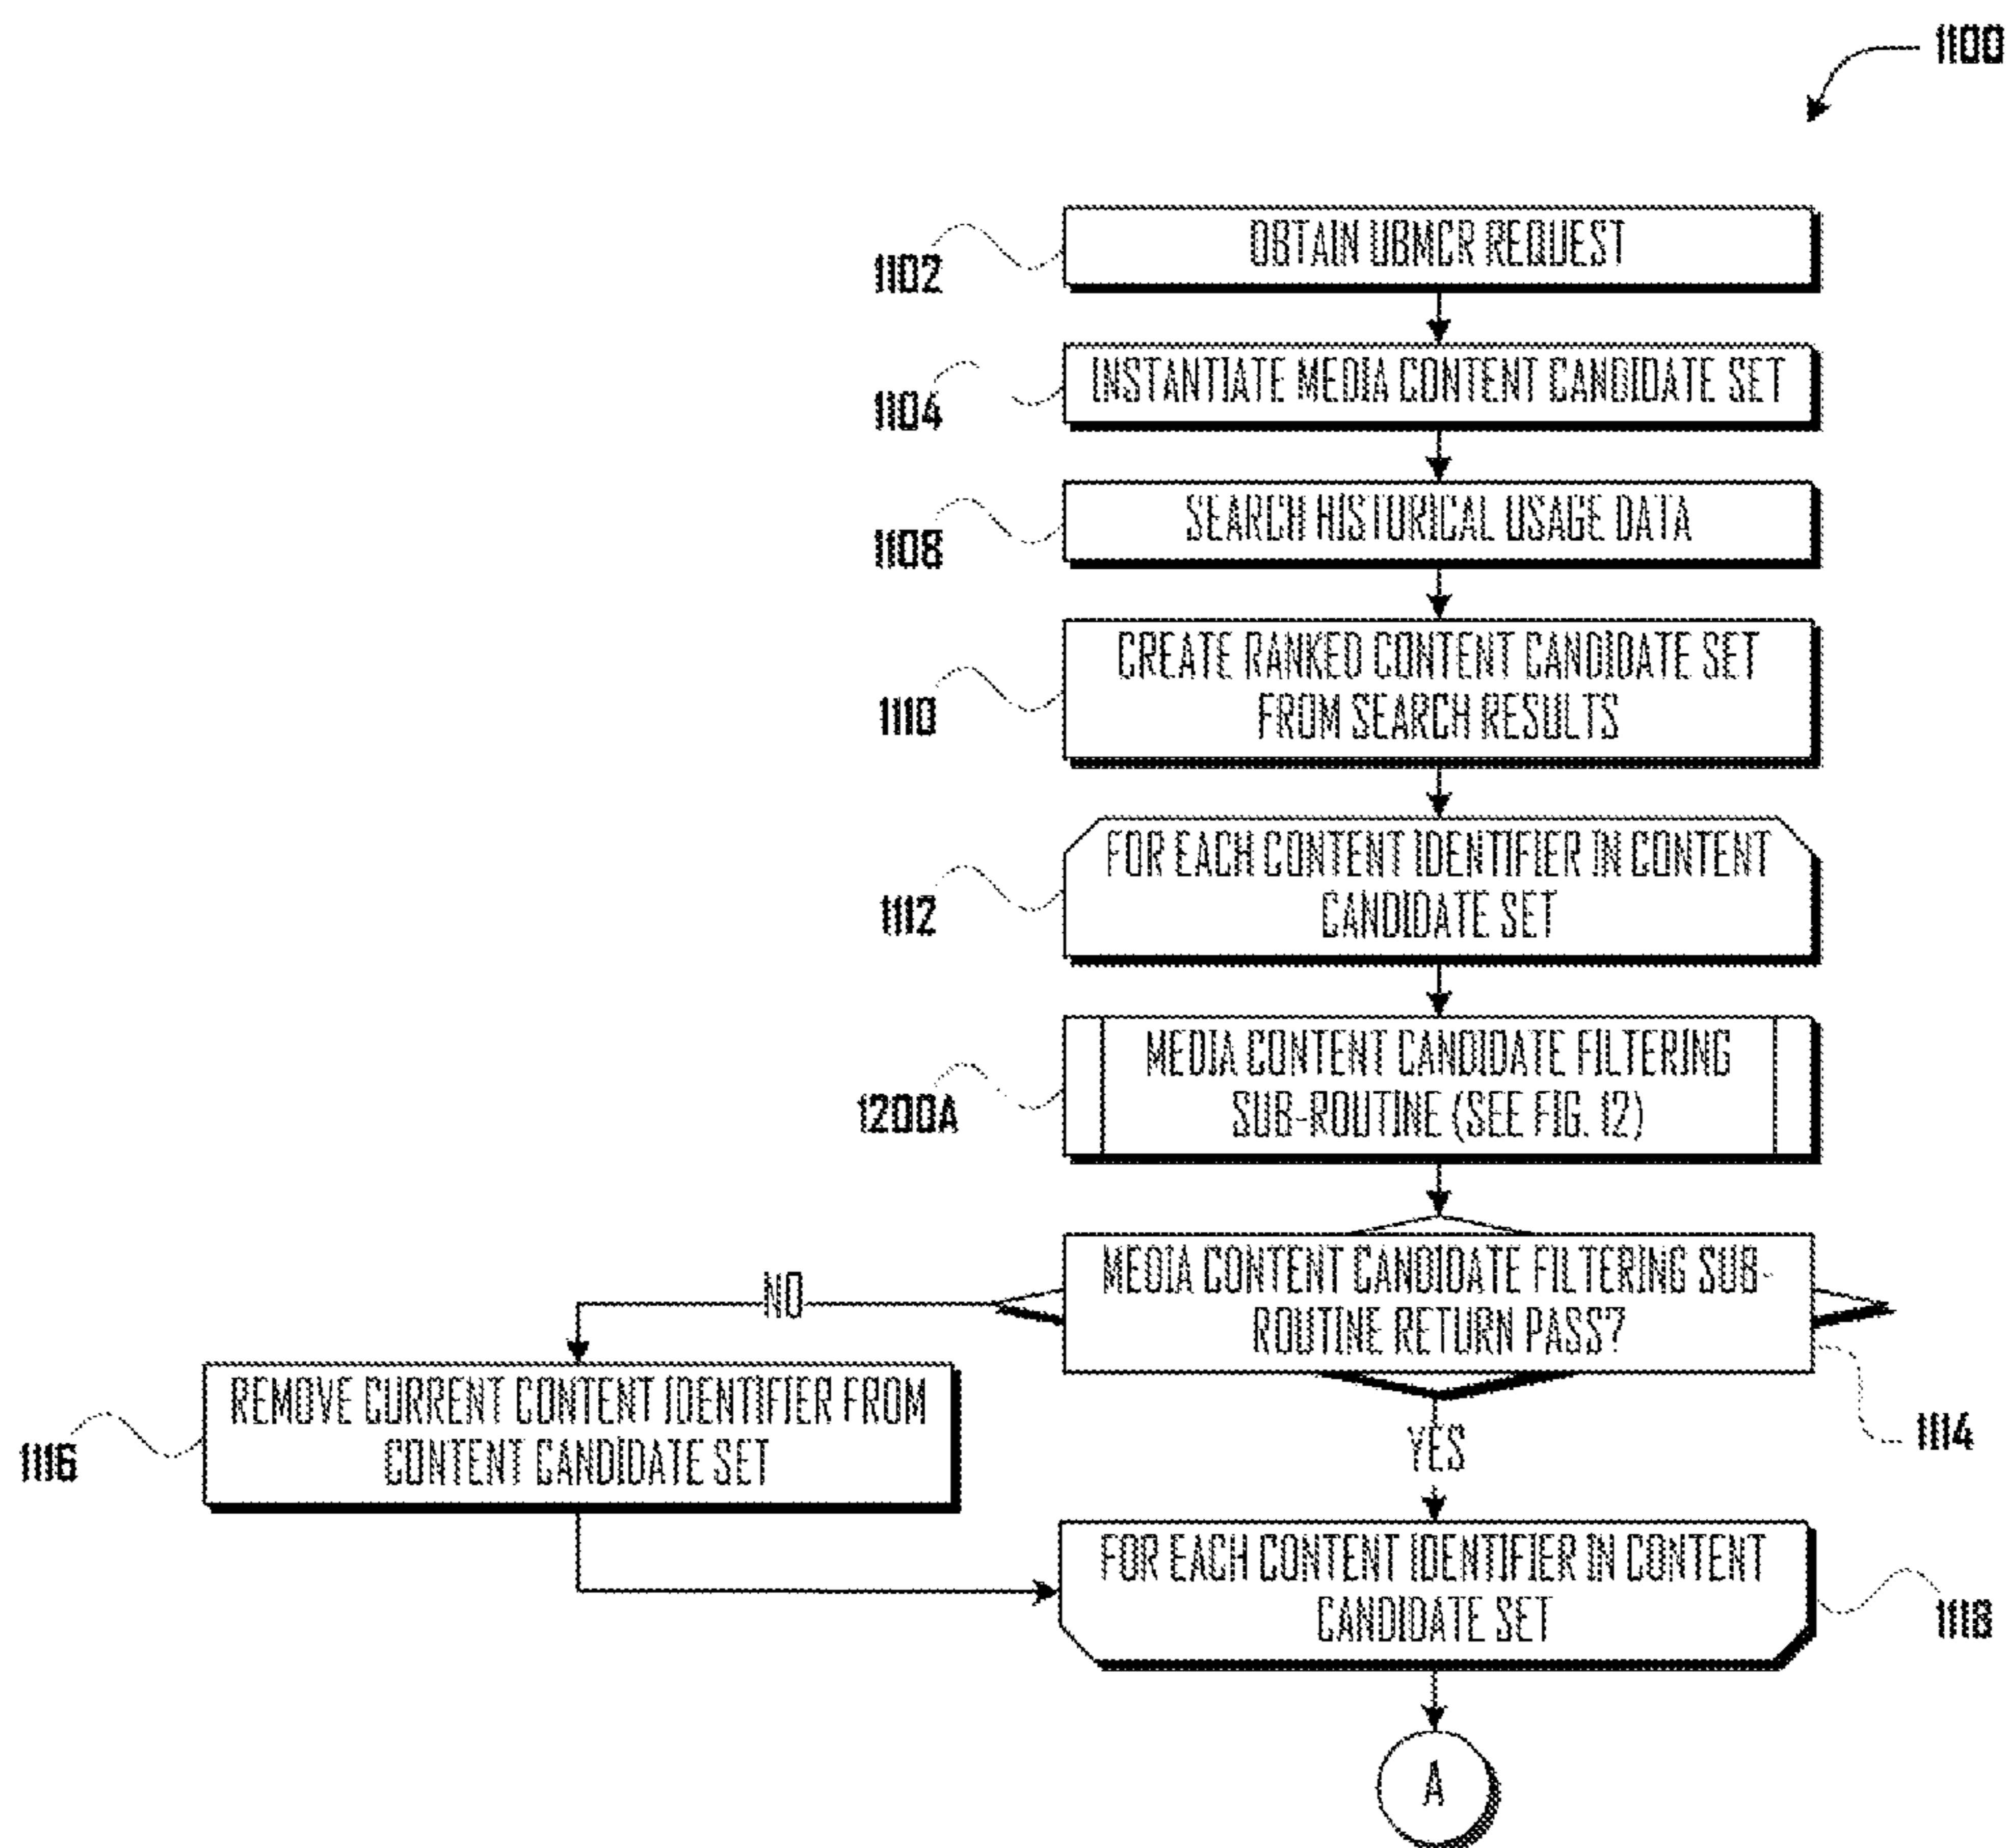 1100
OBTAIN UBMCR REQUEST
1102
INSTANTIATE MEDIA CONTENT CANDIDATE SET
1104
SEARCH HISTORICAL USAGE DATA
1108
CREATE RANKED CONTENT CANDIDATE SET
FROM SEARCH RESULTS
1110
FOR EACH CONTENT IDENTIFIER IN CONTENT
CANDIDATE SET
1112
MEDIA CONTENT CANDIDATE FILTERING
SUB-ROUTINE (SEE FIG. 12)
1200A
MEDIA CONTENT CANDIDATE FILTERING SUB-
ROUTINE RETURN PASS?
1114
NO
REMOVE CURRENT CONTENT IDENTIFIER FROM
CONTENT CANDIDATE SET
1116
YES
FOR EACH CONTENT IDENTIFIER IN CONTENT
CANDIDATE SET
1118
A